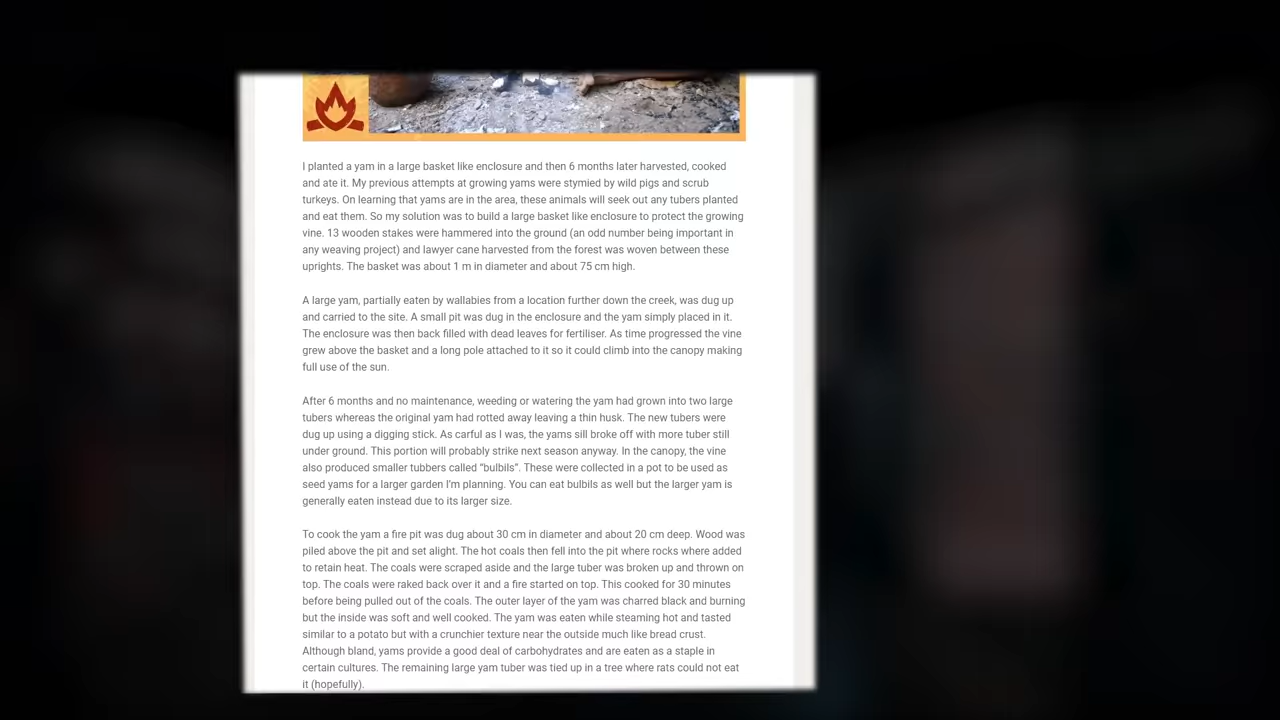 I planted a yam in a large basket like enclosure and then 6 months later harvested, cooked
and ate it. My previous attempts at growing yams were stymied by wild pigs and scrub
turkeys. On learning that yams are in the area, these animals will seek out any tubers planted
and eat them. So my solution was to build a large basket like enclosure to protect the growing
vine. 13 wooden stakes were hammered into the ground (an odd number being important in
any weaving project) and lawyer cane harvested from the forest was woven between these
uprights. The basket was about 1 m in diameter and about 75 cm high.
A large yam, partially eaten by wallabies from a location further down the creek, was dug up
and carried to the site. A small pit was dug in the enclosure and the yam simply placed in it.
The enclosure was then back filled with dead leaves for fertiliser. As time progressed the vine
grew above the basket and a long pole attached to it so it could climb into the canopy making
full use of the sun.
After 6 months and no maintenance, weeding or watering the yam had grown into two large
tubers whereas the original yam had rotted away leaving a thin husk. The new tubers were
dug up using a digging stick. As carful as I was, the yams sill broke off with more tuber still
under ground. This portion will probably strike next season anyway. In the canopy, the vine
also produced smaller tubbers called “bulbils”. These were collected in a pot to be used as
seed yams for a larger garden I’m planning. You can eat bulbils as well but the larger yam is
generally eaten instead due to its larger size.
To cook the yam a fire pit was dug about 30 cm in diameter and about 20 cm deep. Wood was
piled above the pit and set alight. The hot coals then fell into the pit where rocks where added
to retain heat. The coals were scraped aside and the large tuber was broken up and thrown on
top. The coals were raked back over it and a fire started on top. This cooked for 30 minutes
before being pulled out of the coals. The outer layer of the yam was charred black and burning
but the inside was soft and well cooked. The yam was eaten while steaming hot and tasted
similar to a potato but with a crunchier texture near the outside much like bread crust.
Although bland, yams provide a good deal of carbohydrates and are eaten as a staple in
certain cultures. The remaining large yam tuber was tied up in a tree where rats could not eat
it (hopefully).